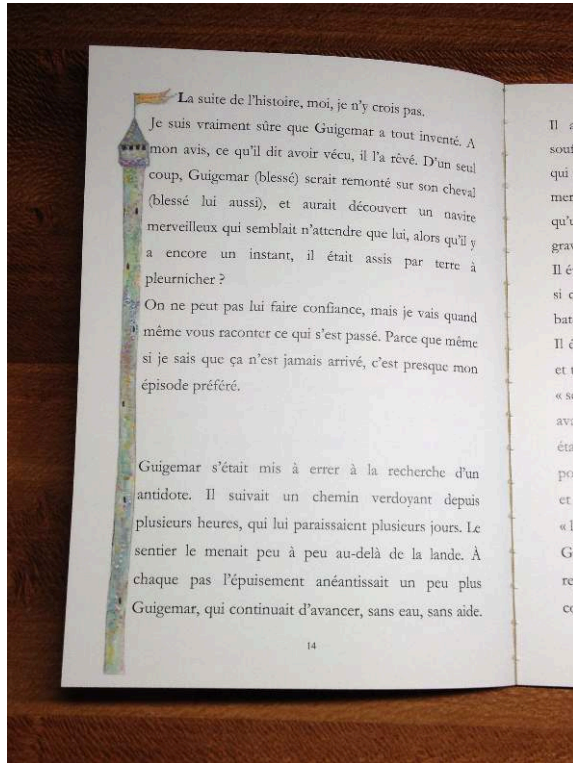 La suite de l'histoire, moi, je n'y crois pas.
Je suis vraiment sûre que Guigemar a tout inventé. A
mon avis, ce qu'il dit avoir vécu, il l'a rêvé. D'un seul
coup, Guigemar (blessé) serait remonté sur son cheval
(blessé lui aussi), et aurait découvert un navire
merveilleux qui semblait n'attendre que lui, alors qu'il y
a encore un instant, il était assis par terre à
pleurnicher ?
On ne peut pas lui faire confiance, mais je vais quand
même vous raconter ce qui s'est passé. Parce que même
si je sais que ça n'est jamais arrivé, c'est presque mon
épisode préféré.
Guigemar s'était mis à errer à la recherche d'un
antidote. Il suivait un chemin verdoyant depuis
plusieurs heures, qui lui paraissaient plusieurs jours. Le
sentier le menait peu à peu au-delà de la lande. À
chaque pas l'épuisement anéantissait un peu plus
Guigemar, qui continuait d'avancer, sans eau, sans aide.
14
Il
qui
Il
si
Il
et
et